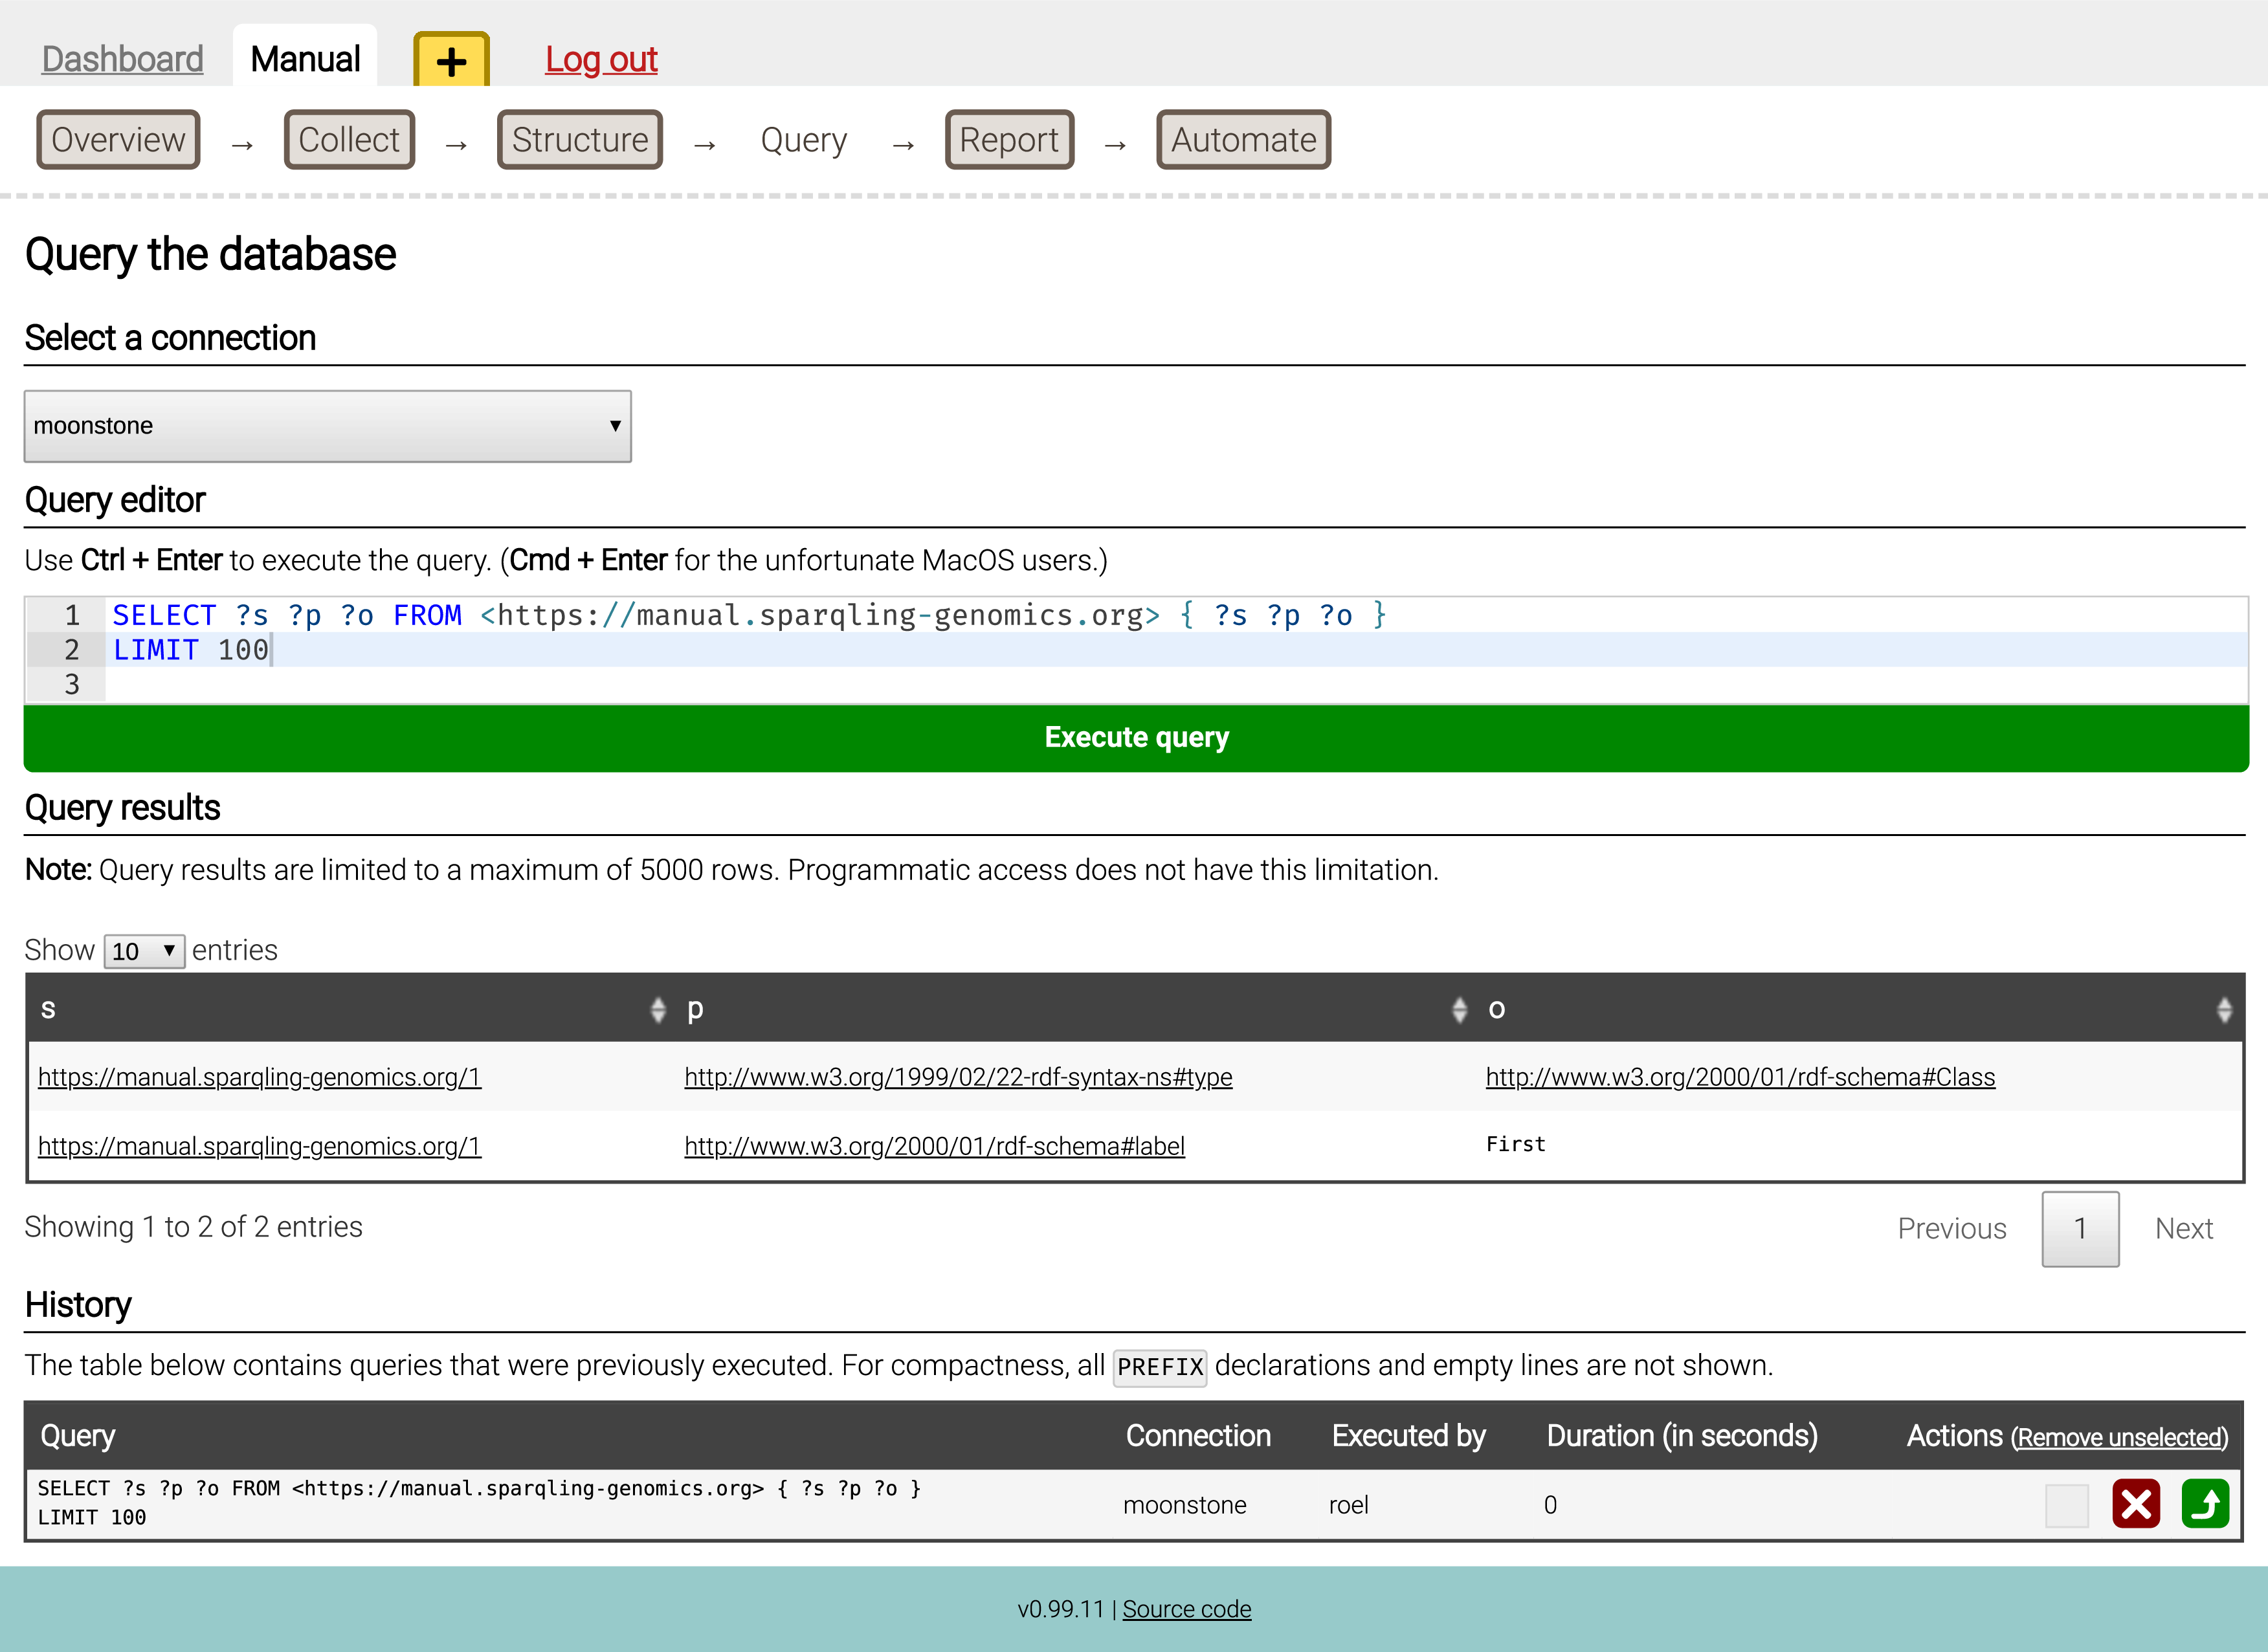 Dashboard Manual + Log out
Overview → Collect → Structure → Query → Report → Automate
Query the database
Select a connection
moonstone ▼
Query editor
Use Ctrl + Enter to execute the query. (Cmd + Enter for the unfortunate MacOS users.)
1 SELECT ?s ?p ?o FROM <https://manual.sparqling-genomics.org> { ?s ?p ?o }
2 LIMIT 100
3
Execute query
Query results
Note: Query results are limited to a maximum of 5000 rows. Programmatic access does not have this limitation.
Show 10 ▼ entries
s p o
https://manual.sparqling-genomics.org/1 http://www.w3.org/1999/02/22-rdf-syntax-ns#type http://www.w3.org/2000/01/rdf-schema#Class
https://manual.sparqling-genomics.org/1 http://www.w3.org/2000/01/rdf-schema#label First
Showing 1 to 2 of 2 entries Previous 1 Next
History
The table below contains queries that were previously executed. For compactness, all PREFIX declarations and empty lines are not shown.
Query Connection Executed by Duration (in seconds) Actions (Remove unselected)
SELECT ?s ?p ?o FROM <https://manual.sparqling-genomics.org> { ?s ?p ?o }
LIMIT 100
moonstone roel 0
v0.99.11 | Source code